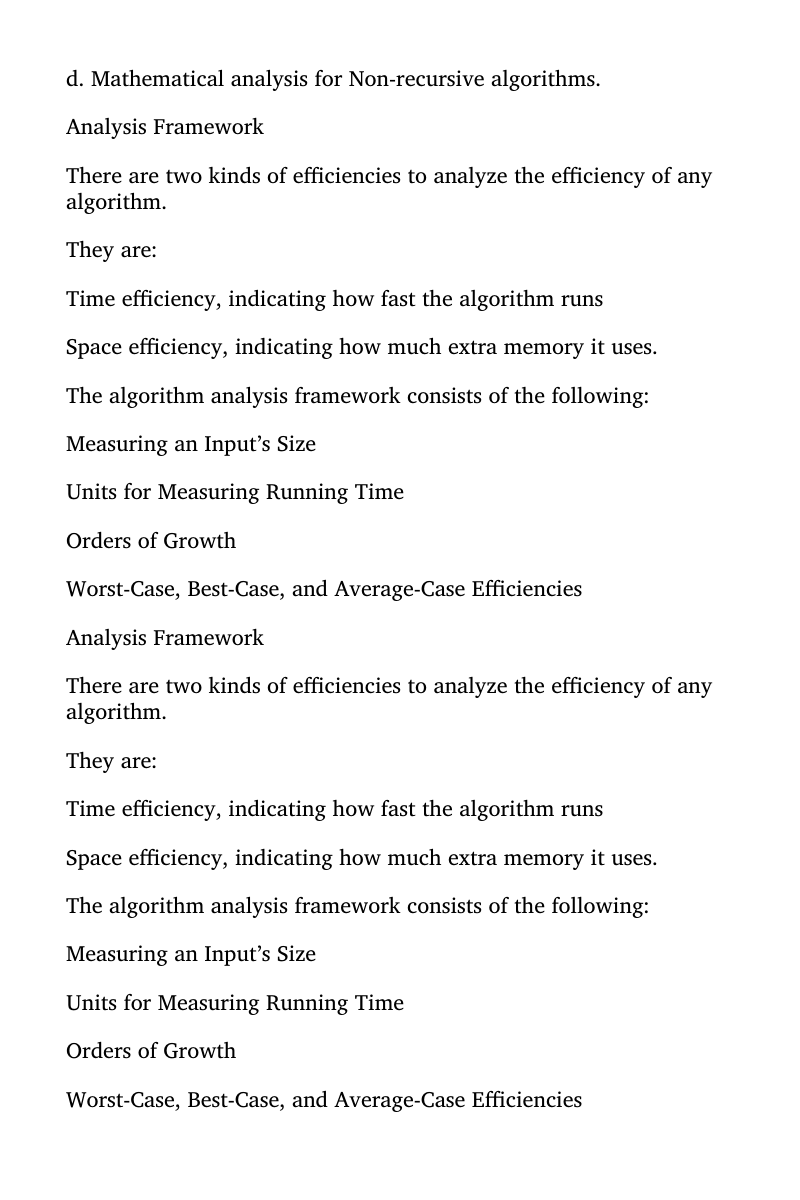 d. Mathematical analysis for Non-recursive algorithms.
Analysis Framework
There are two kinds of efficiencies to analyze the efficiency of any
algorithm.
They are:
Time efficiency, indicating how fast the algorithm runs
Space efficiency, indicating how much extra memory it uses.
The algorithm analysis framework consists of the following:
Measuring an Input’s Size
Units for Measuring Running Time
Orders of Growth
Worst-Case, Best-Case, and Average-Case Efficiencies
Analysis Framework
There are two kinds of efficiencies to analyze the efficiency of any
algorithm.
They are:
Time efficiency, indicating how fast the algorithm runs
Space efficiency, indicating how much extra memory it uses.
The algorithm analysis framework consists of the following:
Measuring an Input’s Size
Units for Measuring Running Time
Orders of Growth
Worst-Case, Best-Case, and Average-Case Efficiencies